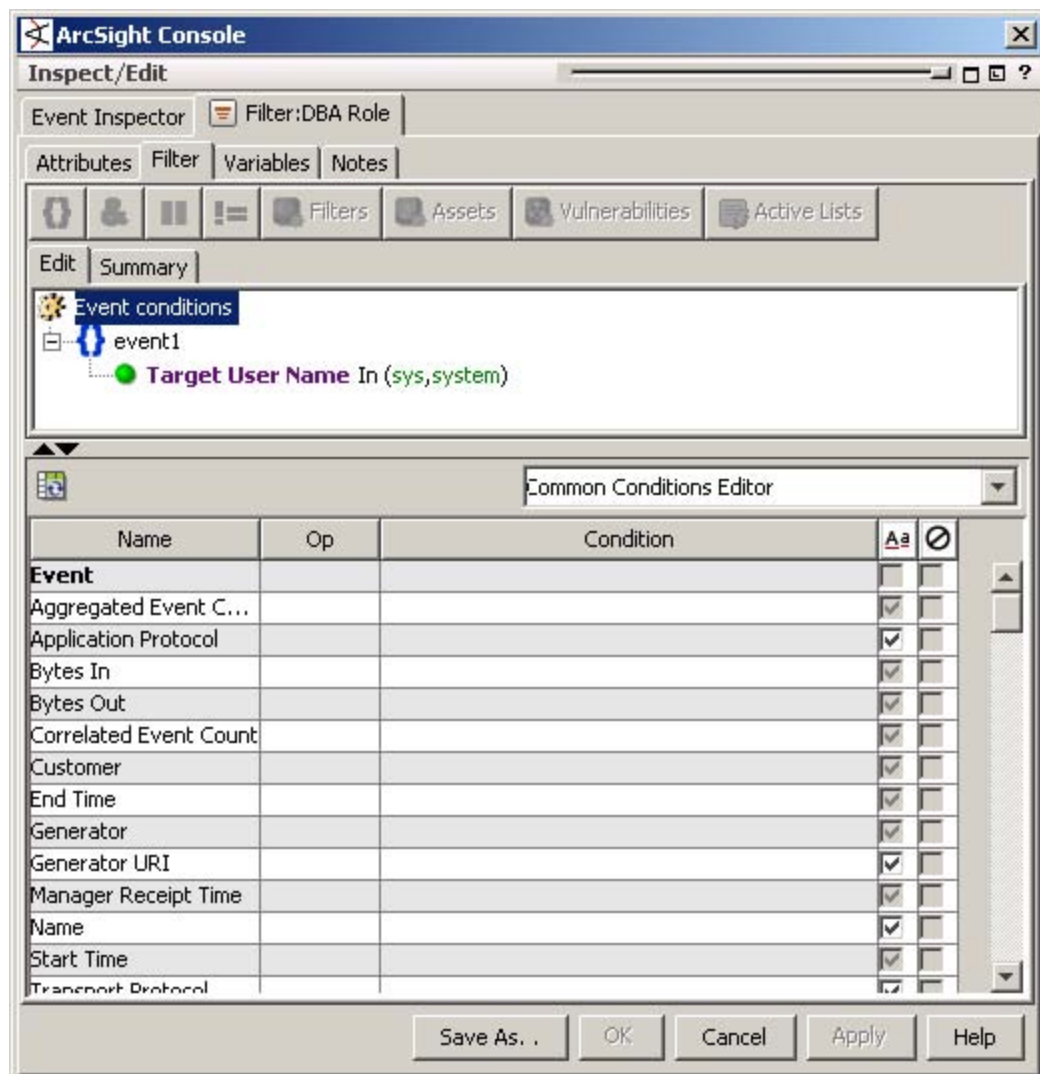 ArcSight Console
Inspect/Edit
?
Event Inspector Filter:DBA Role
Attributes Filter Variables Notes
{} & != Filters Assets Vulnerabilities Active Lists
Edit Summary
Event conditions
{} event1
Target User Name In (sys,system)
Common Conditions Editor
Name Op Condition Aa
Event
Aggregated Event C...
Application Protocol
Bytes In
Bytes Out
Correlated Event Count
Customer
End Time
Generator
Generator URI
Manager Receipt Time
Name
Start Time
Transport Protocol
Save As. . OK Cancel Apply Help